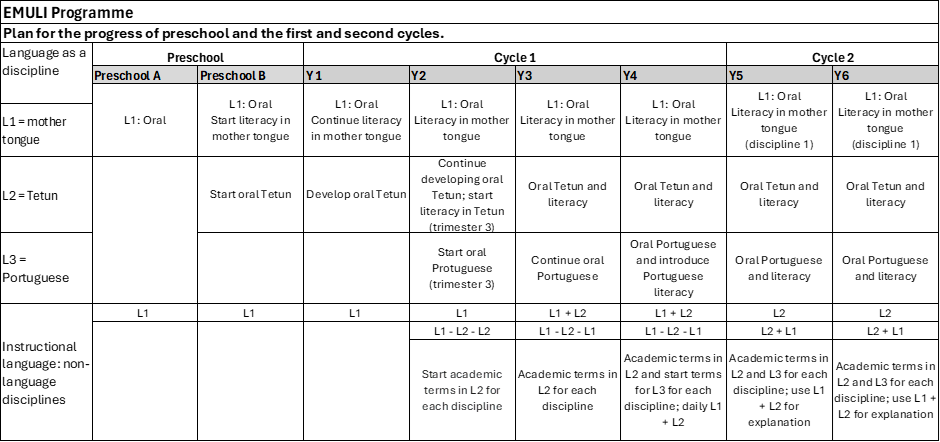 EMULI Programme
Plan for the progress of preschool and the first and second cycles.
Language as a discipline
Preschool
Cycle 1
Cycle 2
Preschool A
Preschool B
Y1
Y2
Y3
Y4
Y5
Y6
L1 = mother tongue
L1: Oral
L1: Oral
Start literacy in
mother tongue
L1: Oral
Continue literacy
in mother tongue
L1: Oral
Literacy in mother
tongue
L1: Oral
Literacy in mother
tongue
L1: Oral
Literacy in mother
tongue
L1: Oral
Literacy in mother
tongue
(discipline 1)
L1: Oral
Literacy in mother
tongue
(discipline 1)
L2 = Tetun
Start oral Tetun
Develop oral Tetun
Continue
developing oral
Tetun; start
literacy in Tetun
(trimester 3)
Oral Tetun and
literacy
Oral Tetun and
literacy
Oral Tetun and
literacy
Oral Tetun and
literacy
L3 =
Portuguese
Start oral
Protuguese
(trimester 3)
Continue oral
Portuguese
Oral Portuguese
and introduce
Portuguese
literacy
Oral Portuguese
and literacy
Oral Portuguese
and literacy
Instructional
language: non-
language
disciplines
L1
L1
L1
L1
L1 + L2
L1 + L2
L2
L2
L1 - L2 - L2
L1 - L2 - L1
L1 - L2 - L1
L2 + L1
L2 + L1
Start academic
terms in L2 for
each discipline
Academic terms
in L2 for each
discipline
Academic terms in
L2 and start terms
for L3 for each
discipline; daily L1
+ L2
Academic terms in
L2 and L3 for each
discipline; use L1
+ L2 for
explanation
Academic terms in
L2 and L3 for each
discipline; use L1 +
L2 for explanation